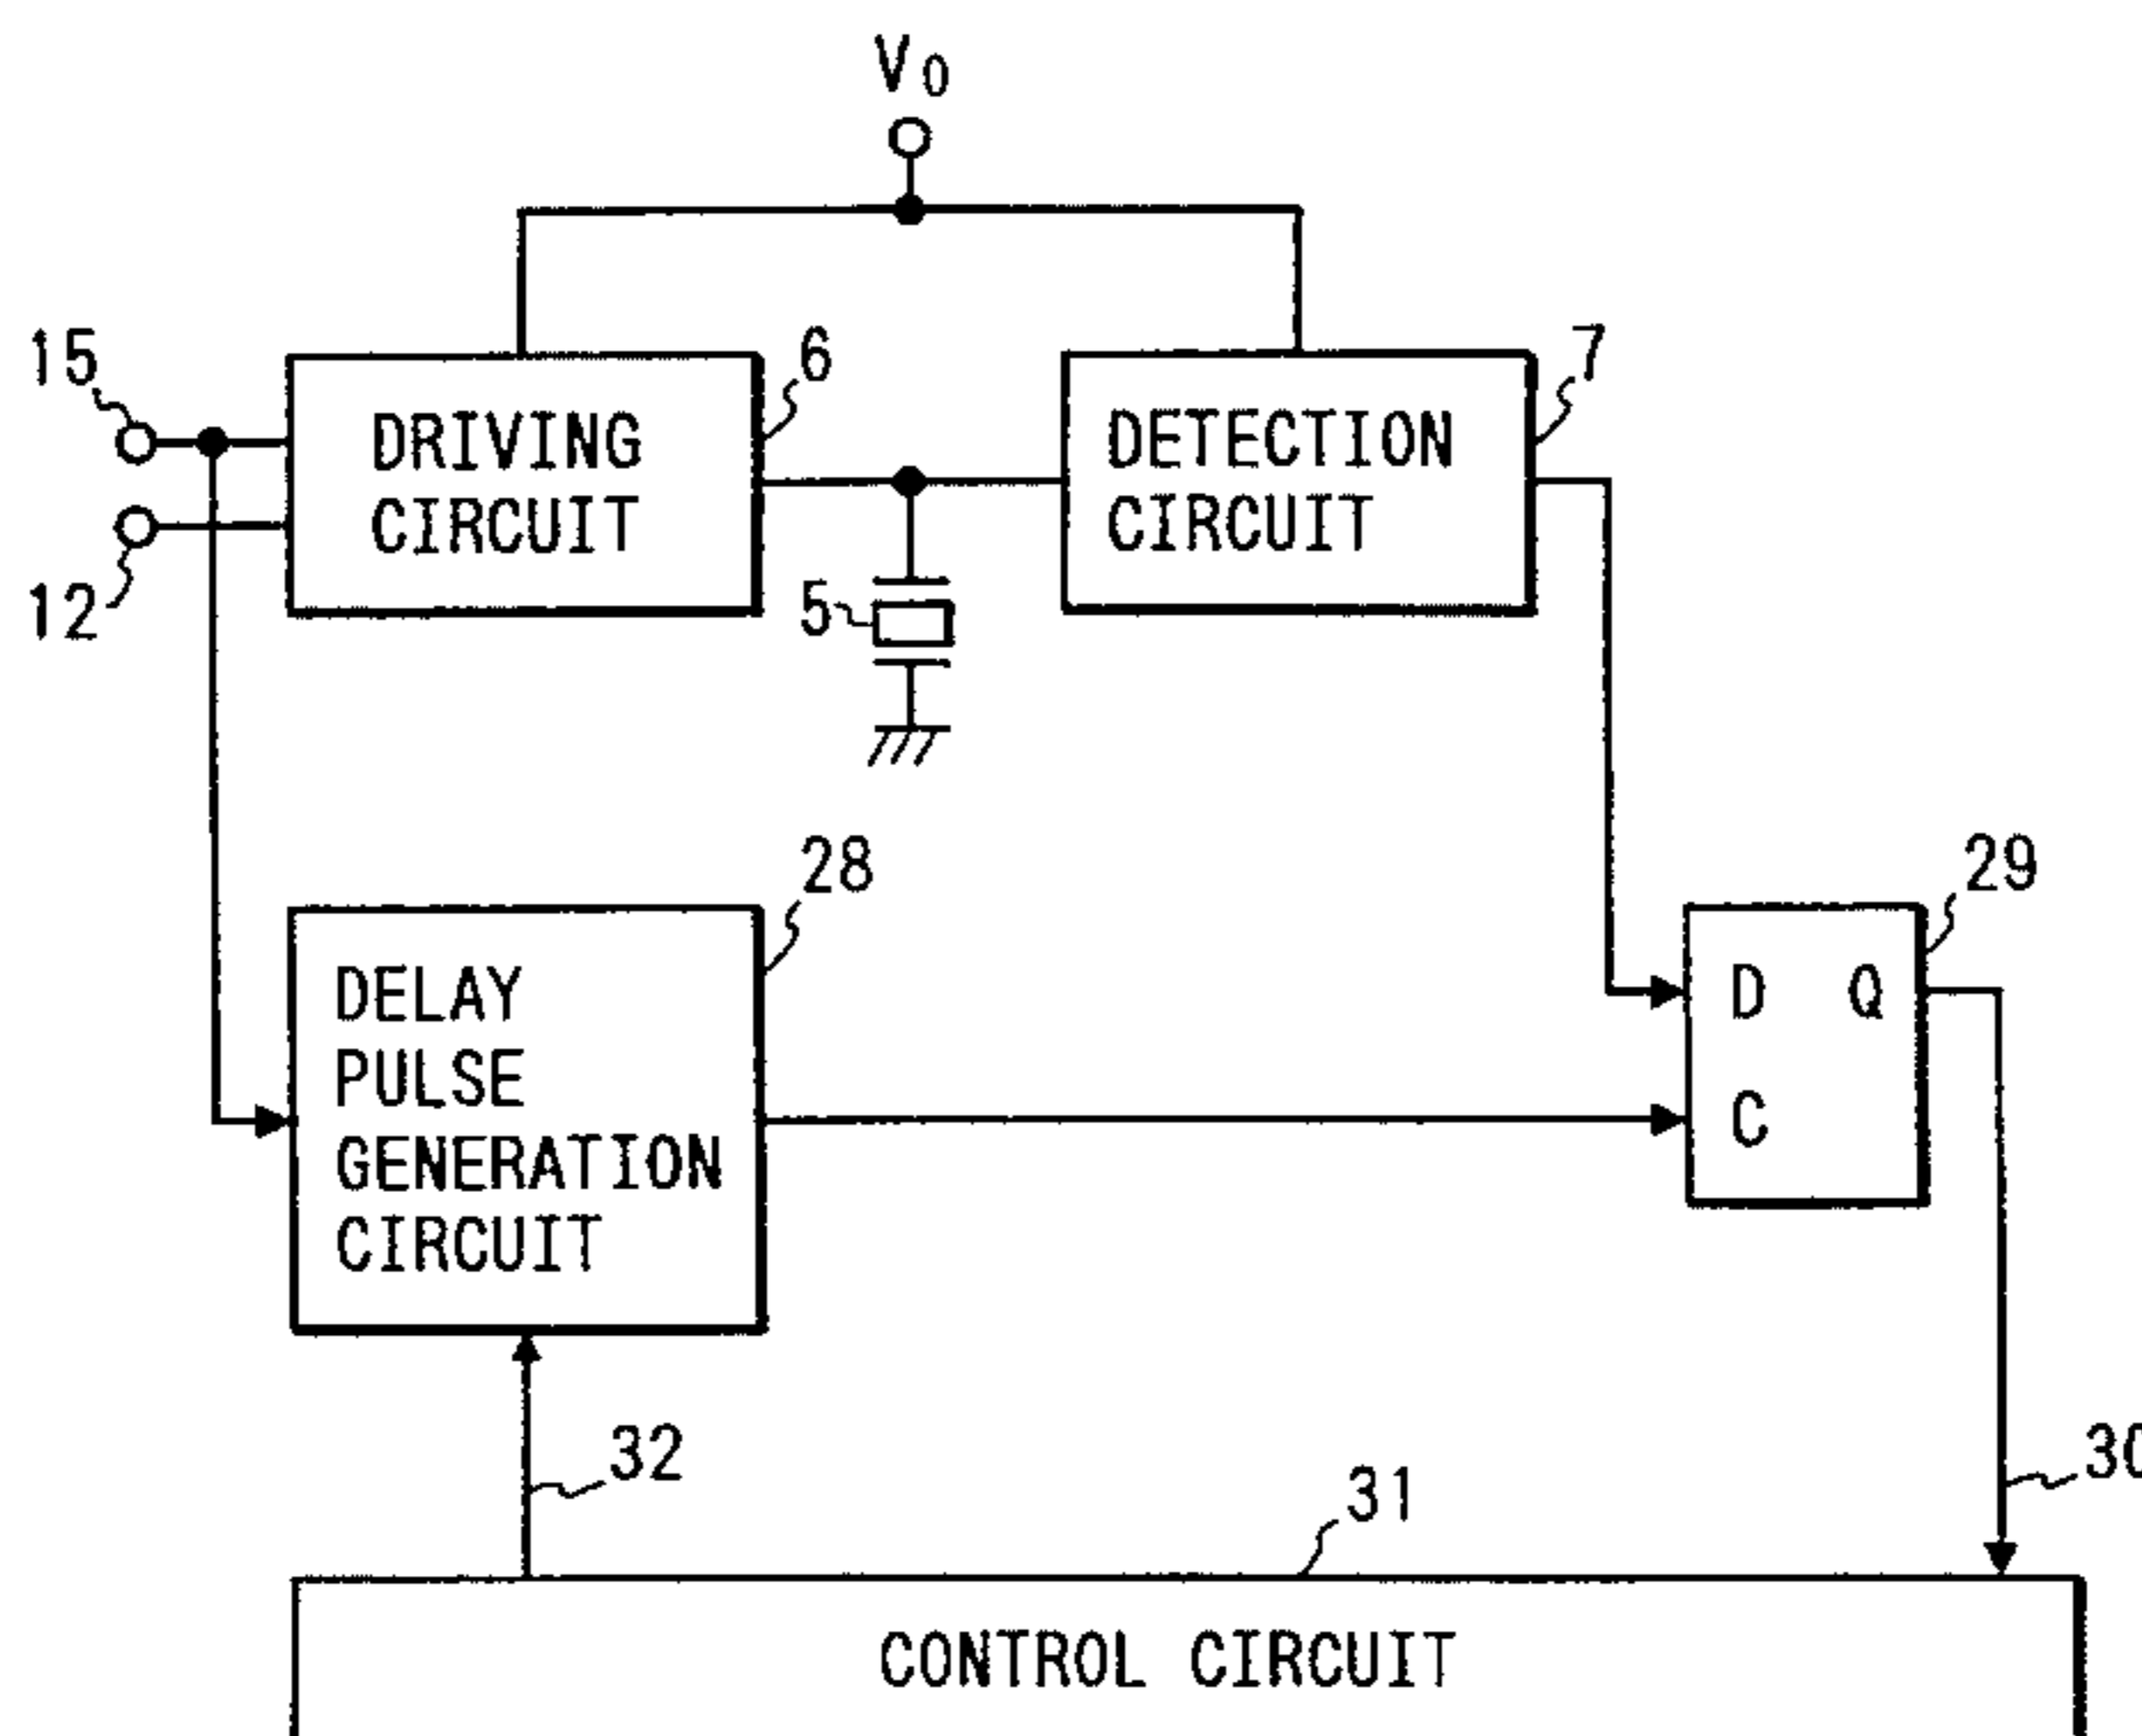 V0
15
6
7
DRIVING
CIRCUIT
DETECTION
CIRCUIT
12
5
28
29
DELAY
PULSE
GENERATION
CIRCUIT
D Q
C
32
30
31
CONTROL CIRCUIT